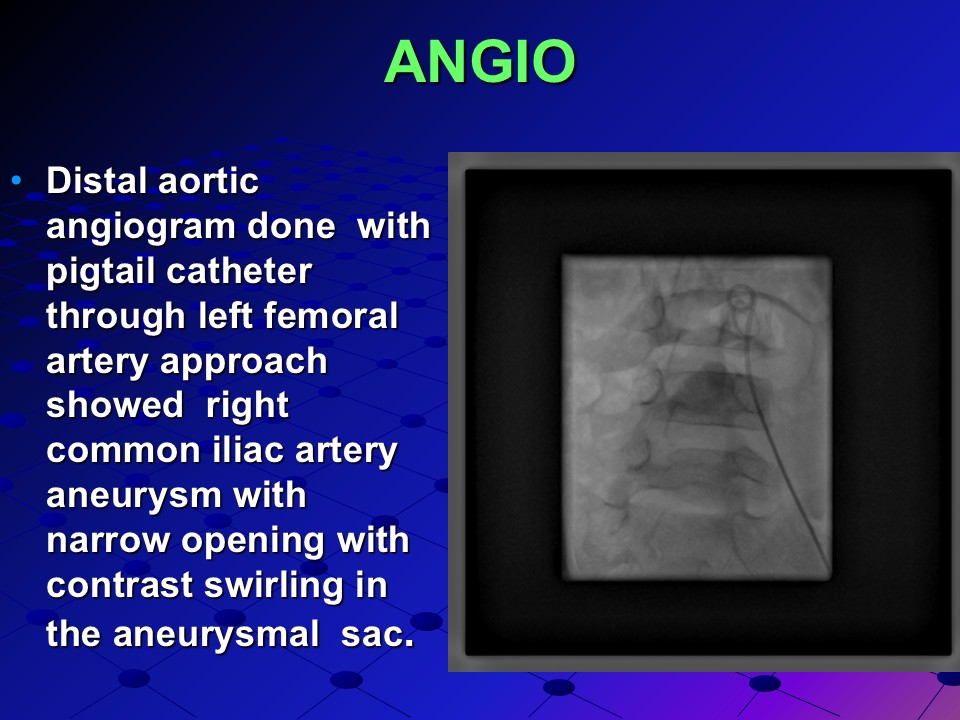 ANGIO
• Distal aortic
angiogram done  with
pigtail catheter
through left femoral
artery approach
showed  right
common iliac artery
aneurysm with
narrow opening with
contrast swirling in
the aneurysmal  sac.